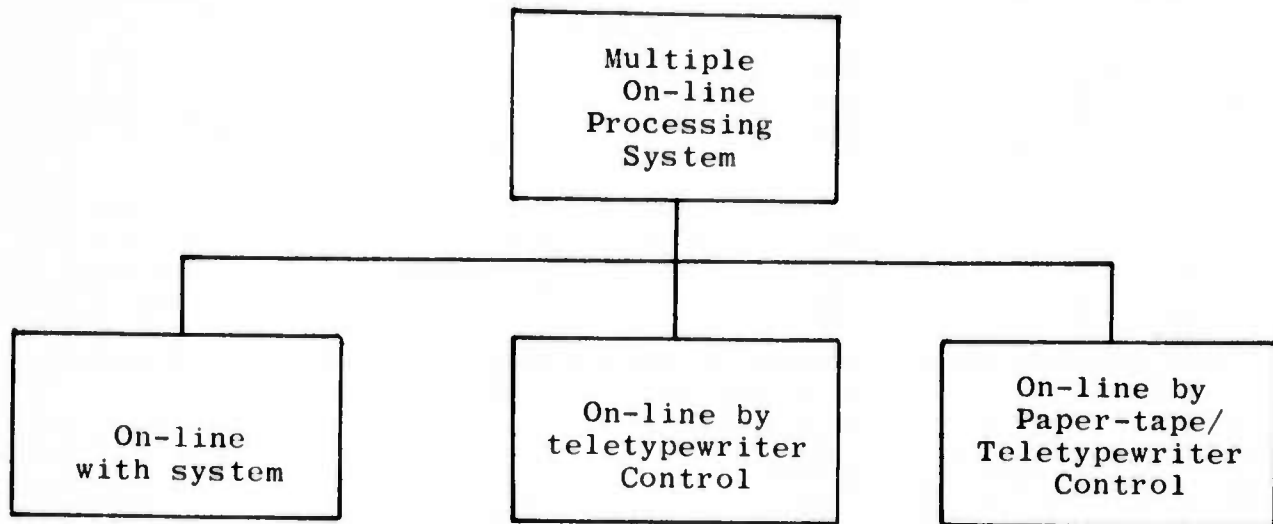 Multiple
On-line
Processing
System
On-line
with system
On-line by
teletypewriter
Control
On-line by
Paper-tape/
Teletypewriter
Control